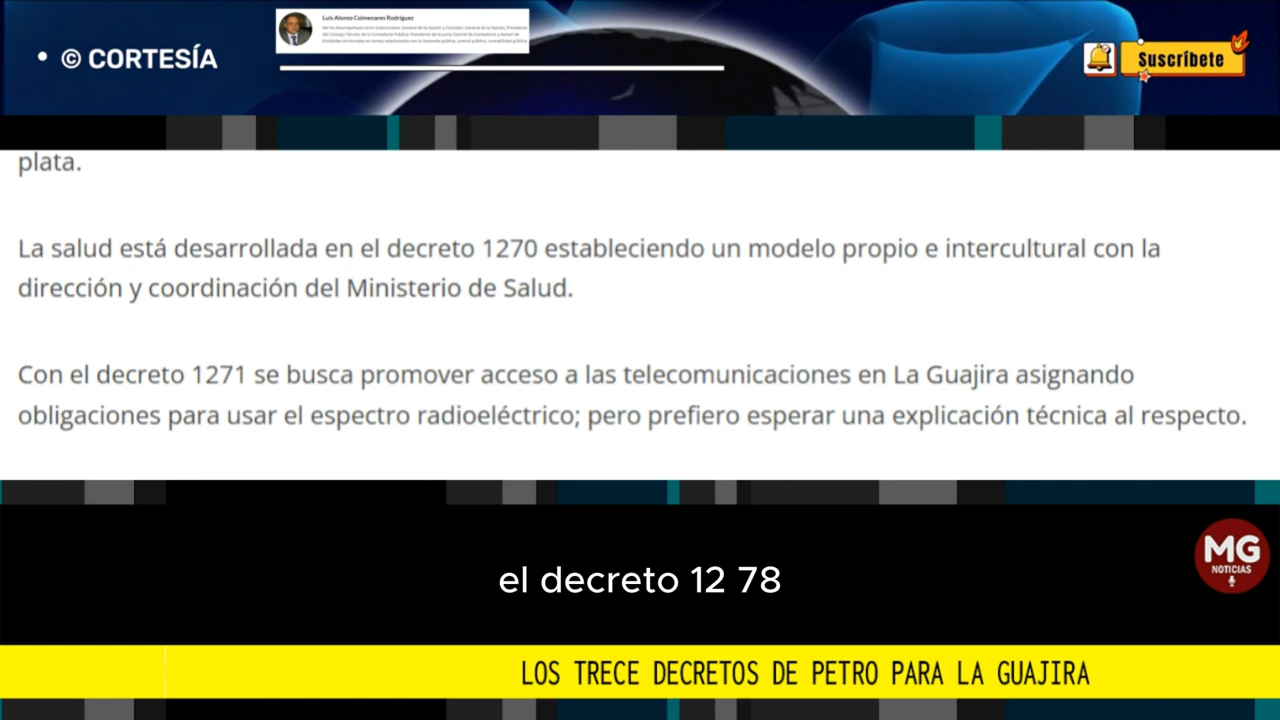 Luis Alonso Colmenares Rodríguez
• © CORTESÍA
Suscríbete
plata.
La salud está desarrollada en el decreto 1270 estableciendo un modelo propio e intercultural con la
dirección y coordinación del Ministerio de Salud.
Con el decreto 1271 se busca promover acceso a las telecomunicaciones en La Guajira asignando
obligaciones para usar el espectro radioeléctrico; pero prefiero esperar una explicación técnica al respecto.
MG
NOTICIAS
el decreto 12 78
LOS TRECE DECRETOS DE PETRO PARA LA GUAJIRA